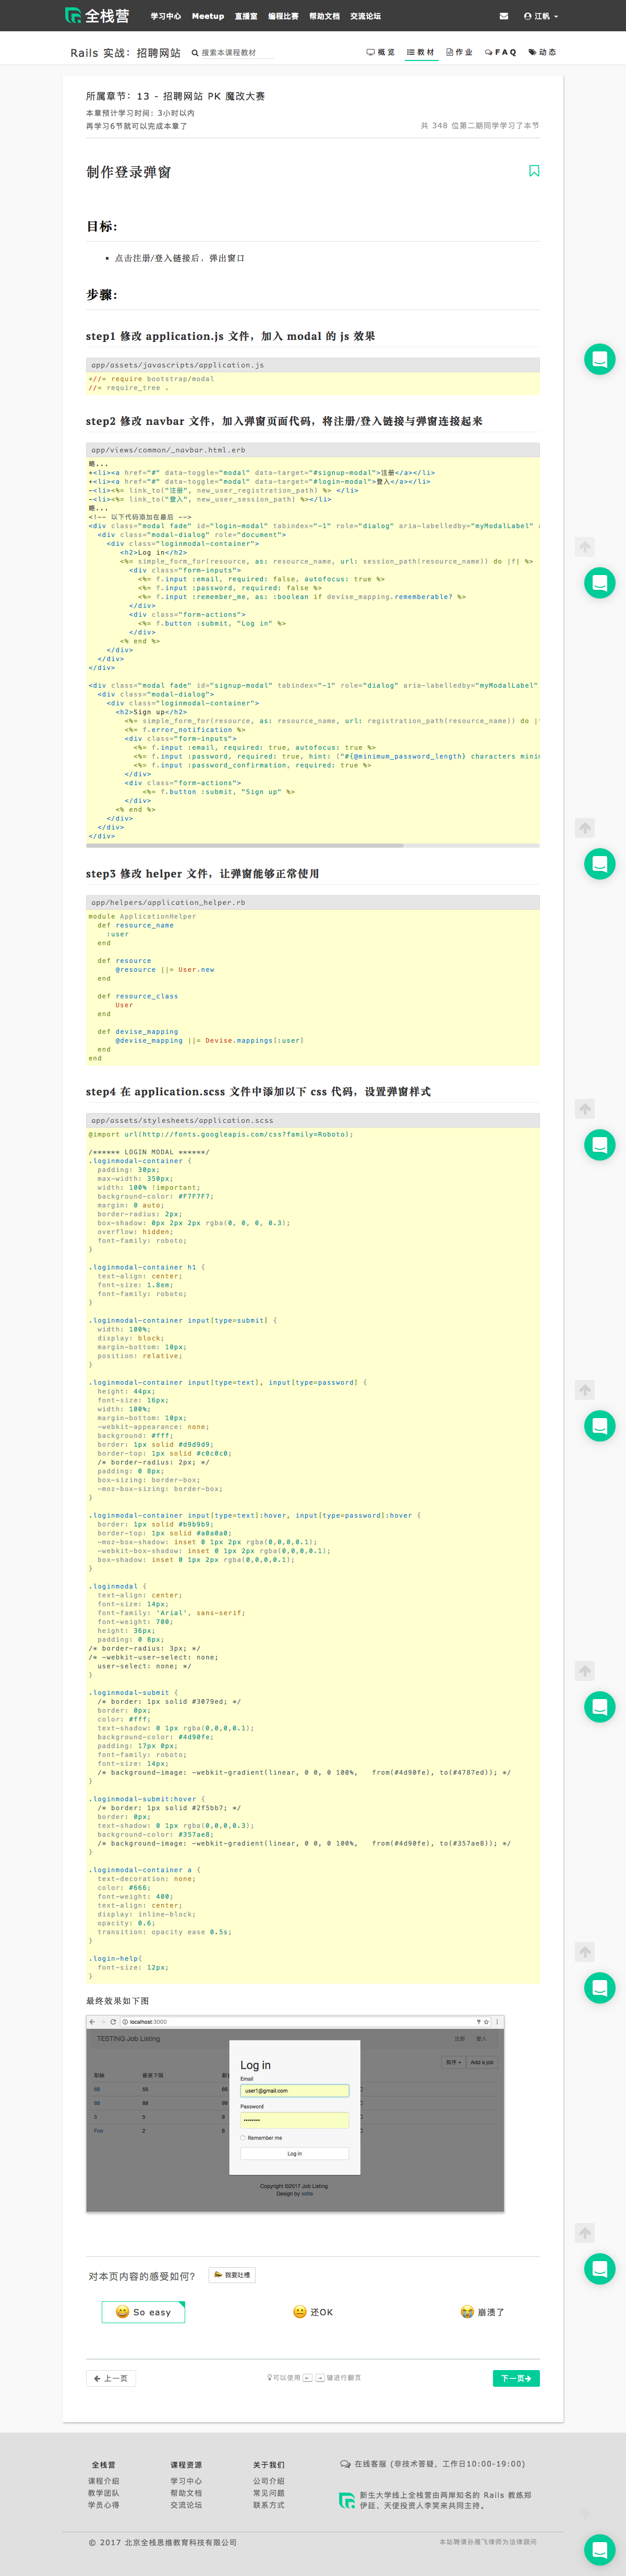 全栈营
学习中心 Meetup 直播室 编程比赛 帮助文档 交流论坛
江帆
Rails 实战：招聘网站
搜索本课程教材
概览 教材 作业 FAQ 动态
所属章节：13 - 招聘网站 PK 魔改大赛
本章预计学习时间：3小时以内
再学习6节就可以完成本章了
共 348 位第二期同学学习了本节
制作登录弹窗
目标：
点击注册/登入链接后，弹出窗口
步骤：
step1 修改 application.js 文件，加入 modal 的 js 效果
app/assets/javascripts/application.js
+//= require bootstrap/modal
//= require_tree .
step2 修改 navbar 文件，加入弹窗页面代码，将注册/登入链接与弹窗连接起来
app/views/common/_navbar.html.erb
略...
+<li><a href="#" data-toggle="modal" data-target="#signup-modal">注册</a></li>
+<li><a href="#" data-toggle="modal" data-target="#login-modal">登入</a></li>
-<li><%= link_to("注册", new_user_registration_path) %> </li>
-<li><%= link_to("登入", new_user_session_path) %></li>
略...
<!-- 以下代码添加在最后 -->
<div class="modal fade" id="login-modal" tabindex="-1" role="dialog" aria-labelledby="myModalLabel" a
<div class="modal-dialog" role="document">
<div class="loginmodal-container">
<h2>Log in</h2>
<%= simple_form_for(resource, as: resource_name, url: session_path(resource_name)) do |f| %>
<div class="form-inputs">
<%= f.input :email, required: false, autofocus: true %>
<%= f.input :password, required: false %>
<%= f.input :remember_me, as: :boolean if devise_mapping.rememberable? %>
</div>
<div class="form-actions">
<%= f.button :submit, "Log in" %>
</div>
<% end %>
</div>
</div>
</div>
<div class="modal fade" id="signup-modal" tabindex="-1" role="dialog" aria-labelledby="myModalLabel"
<div class="modal-dialog">
<div class="loginmodal-container">
<h2>Sign up</h2>
<%= simple_form_for(resource, as: resource_name, url: registration_path(resource_name)) do |
<%= f.error_notification %>
<div class="form-inputs">
<%= f.input :email, required: true, autofocus: true %>
<%= f.input :password, required: true, hint: ("#{@minimum_password_length} characters mini
<%= f.input :password_confirmation, required: true %>
</div>
<div class="form-actions">
<%= f.button :submit, "Sign up" %>
</div>
<% end %>
</div>
</div>
</div>
step3 修改 helper 文件，让弹窗能够正常使用
app/helpers/application_helper.rb
module ApplicationHelper
def resource_name
:user
end
def resource
@resource ||= User.new
end
def resource_class
User
end
def devise_mapping
@devise_mapping ||= Devise.mappings[:user]
end
end
step4 在 application.scss 文件中添加以下 css 代码，设置弹窗样式
app/assets/stylesheets/application.scss
@import url(http://fonts.googleapis.com/css?family=Roboto);
/****** LOGIN MODAL ******/
.loginmodal-container {
padding: 30px;
max-width: 350px;
width: 100% !important;
background-color: #F7F7F7;
margin: 0 auto;
border-radius: 2px;
box-shadow: 0px 2px 2px rgba(0, 0, 0, 0.3);
overflow: hidden;
font-family: roboto;
}
.loginmodal-container h1 {
text-align: center;
font-size: 1.8em;
font-family: roboto;
}
.loginmodal-container input[type=submit] {
width: 100%;
display: block;
margin-bottom: 10px;
position: relative;
}
.loginmodal-container input[type=text], input[type=password] {
height: 44px;
font-size: 16px;
width: 100%;
margin-bottom: 10px;
-webkit-appearance: none;
background: #fff;
border: 1px solid #d9d9d9;
border-top: 1px solid #c0c0c0;
/* border-radius: 2px; */
padding: 0 8px;
box-sizing: border-box;
-moz-box-sizing: border-box;
}
.loginmodal-container input[type=text]:hover, input[type=password]:hover {
border: 1px solid #b9b9b9;
border-top: 1px solid #a0a0a0;
-moz-box-shadow: inset 0 1px 2px rgba(0,0,0,0.1);
-webkit-box-shadow: inset 0 1px 2px rgba(0,0,0,0.1);
box-shadow: inset 0 1px 2px rgba(0,0,0,0.1);
}
.loginmodal {
text-align: center;
font-size: 14px;
font-family: 'Arial', sans-serif;
font-weight: 700;
height: 36px;
padding: 0 8px;
/* border-radius: 3px; */
/* -webkit-user-select: none;
user-select: none; */
}
.loginmodal-submit {
/* border: 1px solid #3079ed; */
border: 0px;
color: #fff;
text-shadow: 0 1px rgba(0,0,0,0.1);
background-color: #4d90fe;
padding: 17px 0px;
font-family: roboto;
font-size: 14px;
/* background-image: -webkit-gradient(linear, 0 0, 0 100%, from(#4d90fe), to(#4787ed)); */
}
.loginmodal-submit:hover {
/* border: 1px solid #2f5bb7; */
border: 0px;
text-shadow: 0 1px rgba(0,0,0,0.3);
background-color: #357ae8;
/* background-image: -webkit-gradient(linear, 0 0, 0 100%, from(#4d90fe), to(#357ae8)); */
}
.loginmodal-container a {
text-decoration: none;
color: #666;
font-weight: 400;
text-align: center;
display: inline-block;
opacity: 0.6;
transition: opacity ease 0.5s;
}
.login-help{
font-size: 12px;
}
最终效果如下图
localhost:3000
TESTING Job Listing
注册 登入
排序 Add a job
职缺 薪资下限
66 55
88 88 99
5 5 9
Foo 2 8
Log in
Email
user1@gmail.com
Password
Remember me
Log in
Copyright ©2017 Job Listing
Design by
对本页内容的感受如何?
我要吐槽
So easy 还OK 崩溃了
上一页
可以使用 ← → 键进行翻页
下一页
全栈营 课程资源 关于我们
课程介绍 学习中心 公司介绍
教学团队 帮助文档 常见问题
学员心得 交流论坛 联系方式
在线客服 (非技术答疑，工作日10:00-19:00)
新生大学线上全栈营由两岸知名的 Rails 教练郑
伊廷，天使投资人李笑来共同主持。
© 2017 北京全栈思维教育科技有限公司
本站聘请孙雁飞律师为法律顾问